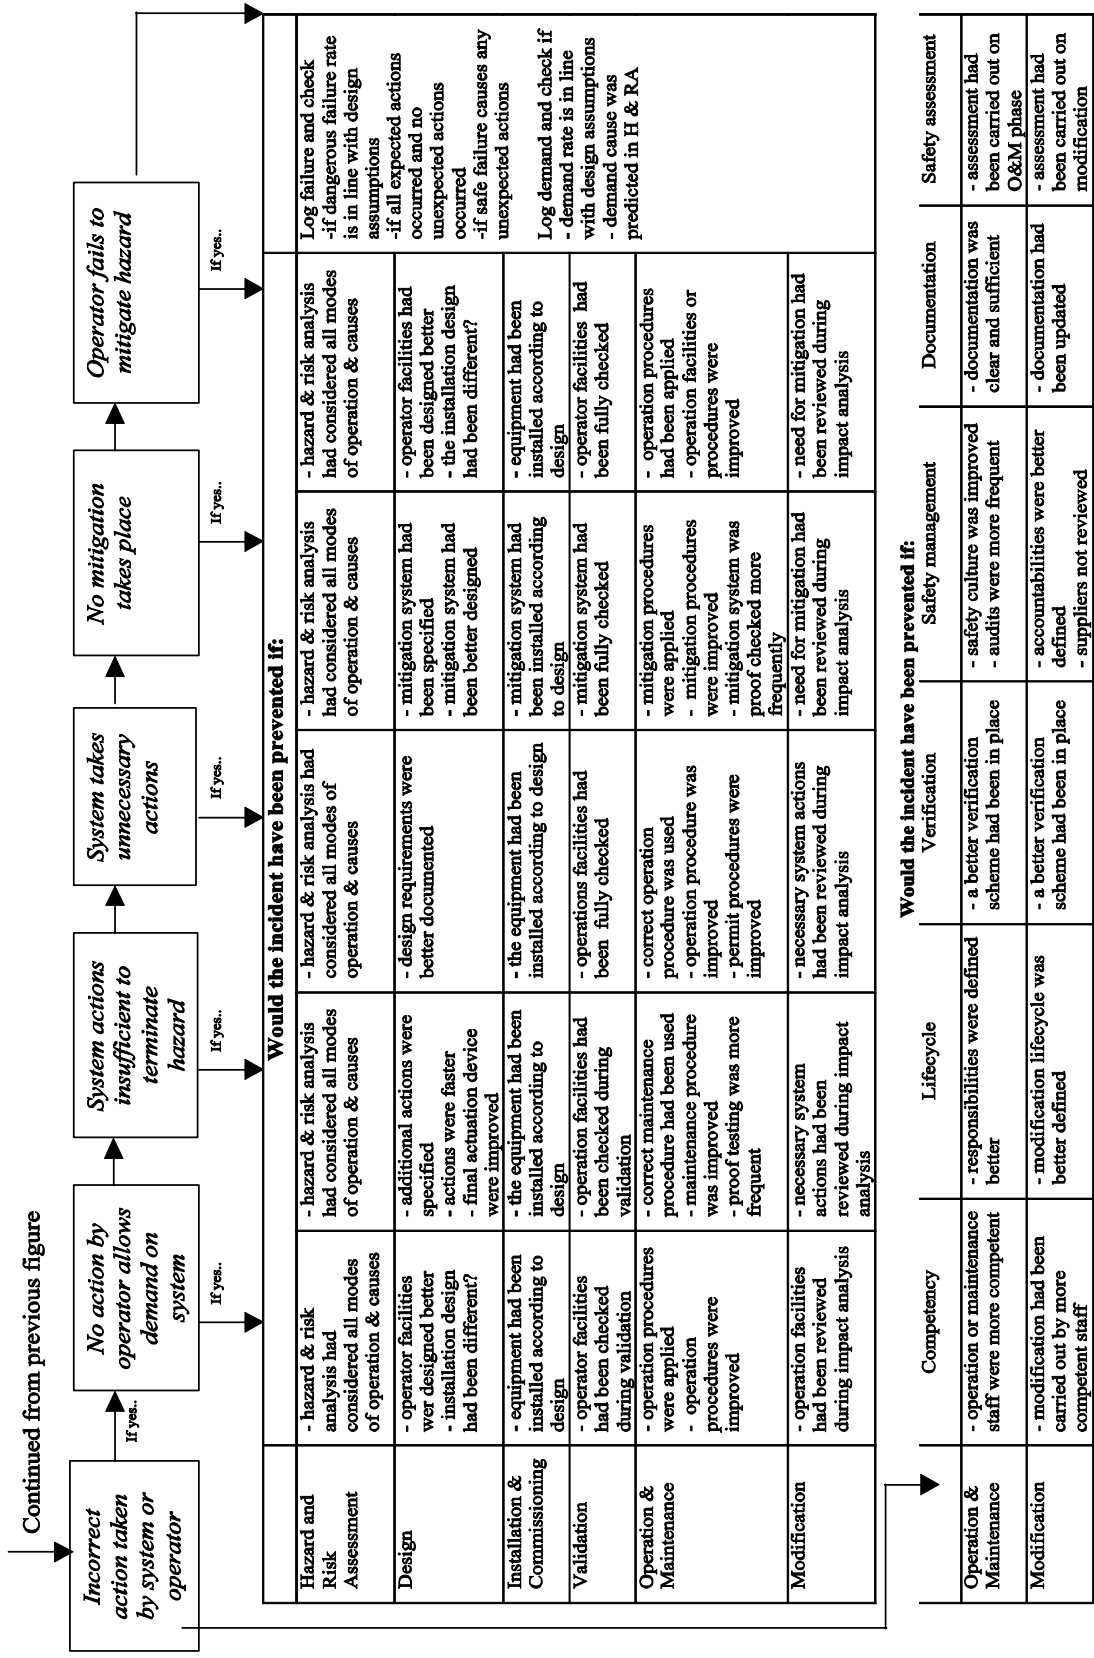 Continued from previous figure
Incorrect
action taken
by system or
operator
If yes..
No action by
operator allows
demand on
system
If yes..
System actions
insufficient to
terminate
hazard
If yes..
System takes
unnecessary
actions
If yes..
No mitigation
takes place
If yes..
Operator fails to
mitigate hazard
If yes..
Would the incident have been prevented if:
Hazard and
Risk
Assessment
- hazard & risk
analysis had
considered all modes
of operation & causes
- hazard & risk analysis
had considered all modes
of operation & causes
- hazard & risk analysis had
considered all modes of
operation & causes
- hazard & risk analysis
had considered all modes
of operation & causes
- hazard & risk analysis
had considered all modes
of operation & causes
Log failure and check
-if dangerous failure rate
is in line with design
assumptions
-if all expected actions
occurred and no
unexpected actions
occurred
-if safe failure causes any
unexpected actions
Log demand and check if
- demand rate is in line
with design assumptions
- demand cause was
predicted in H & RA
Design
- operator facilities
wer designed better
- installation design
had been different?
- additional actions were
specified
- actions were faster
- final actuation device
were improved
- design requirements were
better documented
- mitigation system had
been specified
- mitigation system had
been better designed
- operator facilities had
been designed better
- the installation design
had been different?
Installation &
Commissioning
- equipment had been
installed according to
design
- the equipment had been
installed according to
design
- the equipment had been
installed according to design
- mitigation system had
been installed according
to design
- equipment had been
installed according to
design
Validation
- operator facilities
had been checked
during validation
- operation facilities had
been checked during
validation
- operations facilities had
been fully checked
- mitigation system had
been fully checked
- operator facilities had
been fully checked
Operation &
Maintenance
- operation procedures
were applied
- operation
procedures were
improved
- correct maintenance
procedure had been used
- maintenance procedure
was improved
- proof testing was more
frequent
- correct operation
procedure was used
- operation procedure was
improved
- permit procedures were
improved
- mitigation procedures
were applied
- mitigation procedures
were improved
- mitigation system was
proof checked more
frequently
- operation procedures
had been applied
- operation facilities or
procedures were
improved
Modification
- operation facilities
had been reviewed
during impact analysis
- necessary system
actions had been
reviewed during impact
analysis
- necessary system actions
had been reviewed during
impact analysis
- need for mitigation had
been reviewed during
impact analysis
- need for mitigation had
been reviewed during
impact analysis
Would the incident have been prevented if:
Competency
Lifecycle
Verification
Safety management
Documentation
Safety assessment
Operation &
Maintenance
- operation or maintenance
staff were more competent
- responsibilities were defined
better
- a better verification
scheme had been in place
- safety culture was improved
- audits were more frequent
- documentation was
clear and sufficient
- assessment had
been carried out on
O&M phase
Modification
- modification had been
carried out by more
competent staff
- modification lifecycle was
better defined
- a better verification
scheme had been in place
- accountabilities were better
defined
- suppliers not reviewed
- documentation had
been updated
- assessment had
been carried out on
modification